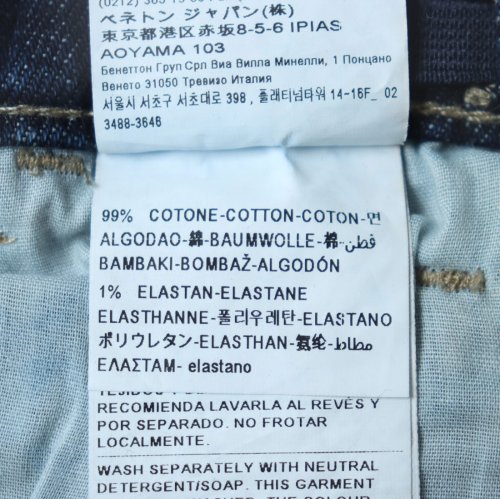 ベネトン ジャパン(株)
東京都港区赤坂8-5-6 IPIAS
AOYAMA 103
Бенеттон Груп Срл Виа Вилла Минелли, 1 Понцано
Венето 31050 Тревизо Италия
서울시 서초구 서초대로 398, 플래티넘타워 14-16F_ 02
3488-3646
99% COTONE-COTTON-COTON-면
ALGODAO-綿-BAUMWOLLE-棉-قطن
BAMBAKI-BOMBAŽ-ALGODÓN
1% ELASTAN-ELASTANE
ELASTHANNE-폴리우레탄-ELASTANO
ポリウレタン-ELASTHAN-氨纶-مطاط
ΕΛΑΣΤΑΜ- elastano
RECOMIENDA LAVARLA AL REVÉS Y
POR SEPARADO. NO FROTAR
LOCALMENTE.
WASH SEPARATELY WITH NEUTRAL
DETERGENT/SOAP. THIS GARMENT